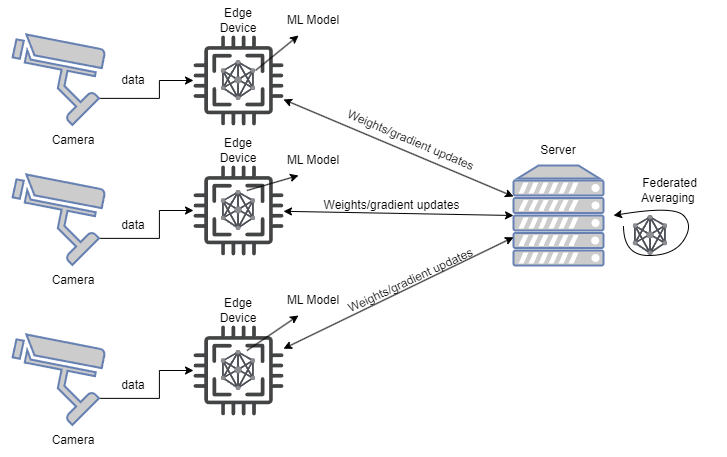 Edge
Device
ML Model
data
Camera
Weights/gradient updates
Edge
Device
ML Model
data
Camera
Weights/gradient updates
Server
Federated
Averaging
Edge
Device
ML Model
data
Camera
Weights/gradient updates